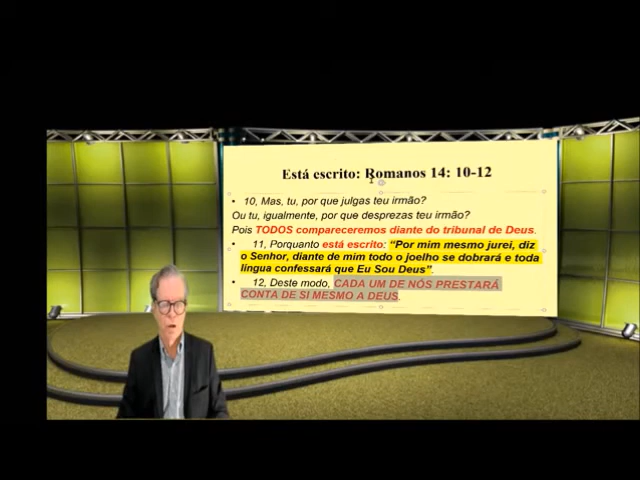 Está escrito: Romanos 14: 10-12
• 10, Mas, tu, por que julgas teu irmão?
Ou tu, igualmente, por que desprezas teu irmão?
Pois TODOS compareceremos diante do tribunal de Deus.
• 11, Porquanto está escrito: “Por mim mesmo jurei, diz
o Senhor, diante de mim todo o joelho se dobrará e toda
língua confessará que Eu Sou Deus”.
• 12, Deste modo, CADA UM DE NÓS PRESTARÁ
CONTA DE SI MESMO A DEUS.